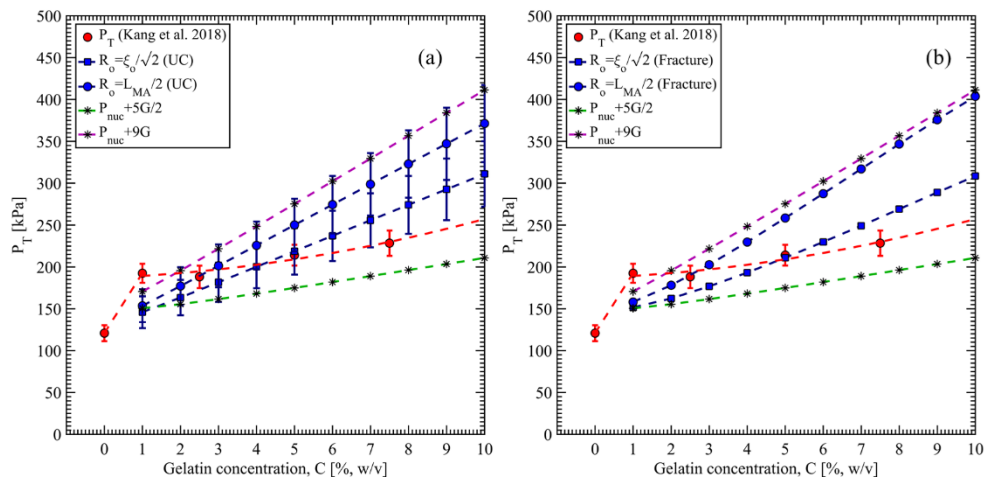 500
450
400
350
300
250
200
150
100
50
0
P_T [kPa]
P_T (Kang et al. 2018)
R_o=ξ_o/√2 (UC)
R_o=L_MA/2 (UC)
P_nuc+5G/2
P_nuc+9G
(a)
0 1 2 3 4 5 6 7 8 9 10
Gelatin concentration, C [%, w/v]
500
450
400
350
300
250
200
150
100
50
0
P_T [kPa]
P_T (Kang et al. 2018)
R_o=ξ_o/√2 (Fracture)
R_o=L_MA/2 (Fracture)
P_nuc+5G/2
P_nuc+9G
(b)
0 1 2 3 4 5 6 7 8 9 10
Gelatin concentration, C [%, w/v]